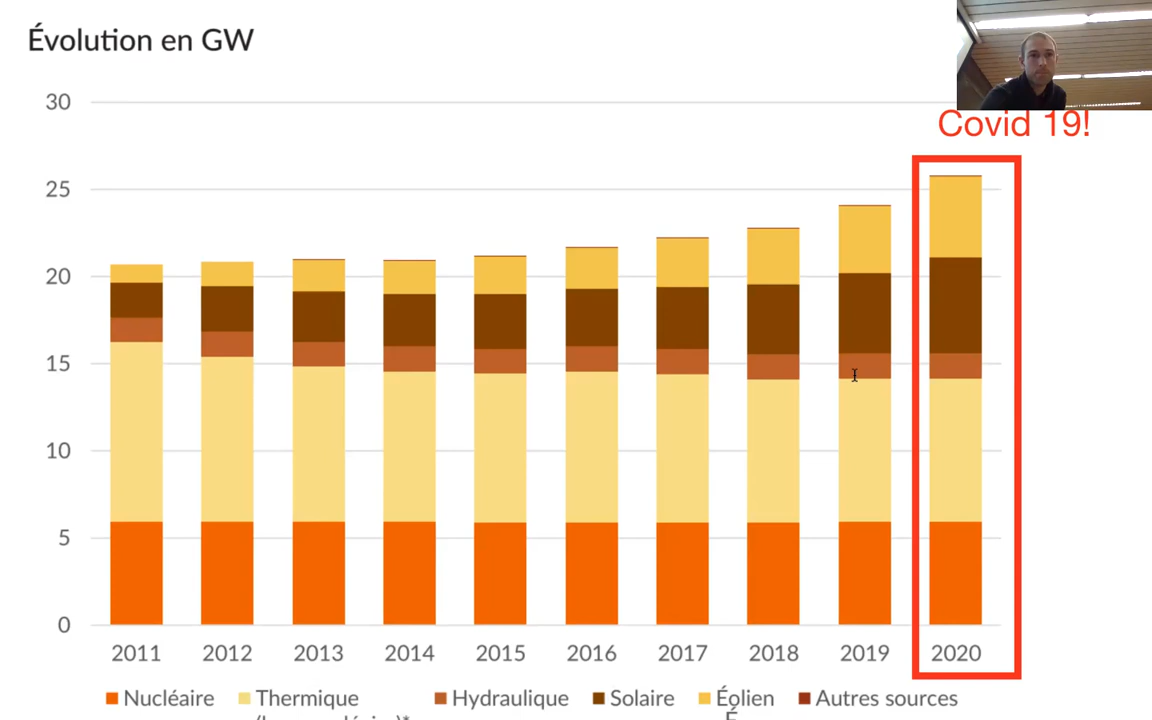 Évolution en GW
Covid 19!
30
25
20
15
10
5
0
2011 2012 2013 2014 2015 2016 2017 2018 2019 2020
Nucléaire Thermique Hydraulique Solaire Éolien Autres sources